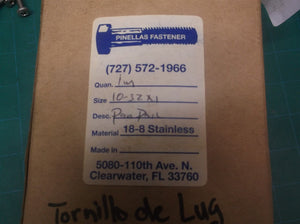 PINELLAS FASTENER
(727) 572-1966
Quan. 1m
Size 10-32 x 1
Desc. Pan Phil
Material 18-8 Stainless
Made in
5080-110th Ave. N.
Clearwater, FL 33760
Tornillo de Lug